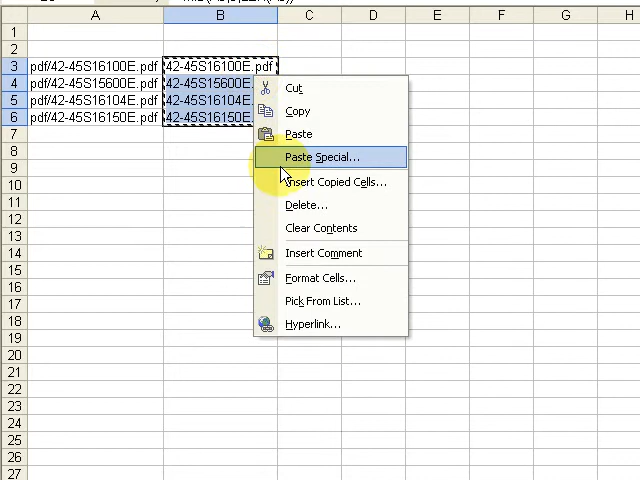 A B C D E F G H
1
2
3 pdf/42-45S16100E.pdf 42-45S16100E.pdf
4 pdf/42-45S15600E.pdf 42-45S15600E
5 pdf/42-45S16104E.pdf 42-45S16104E
6 pdf/42-45S16150E.pdf 42-45S16150E
7
8
9
10
11
12
13
14
15
16
17
18
19
20
21
22
23
24
25
26
27
Cut
Copy
Paste
Paste Special...
Insert Copied Cells...
Delete...
Clear Contents
Insert Comment
Format Cells...
Pick From List...
Hyperlink...